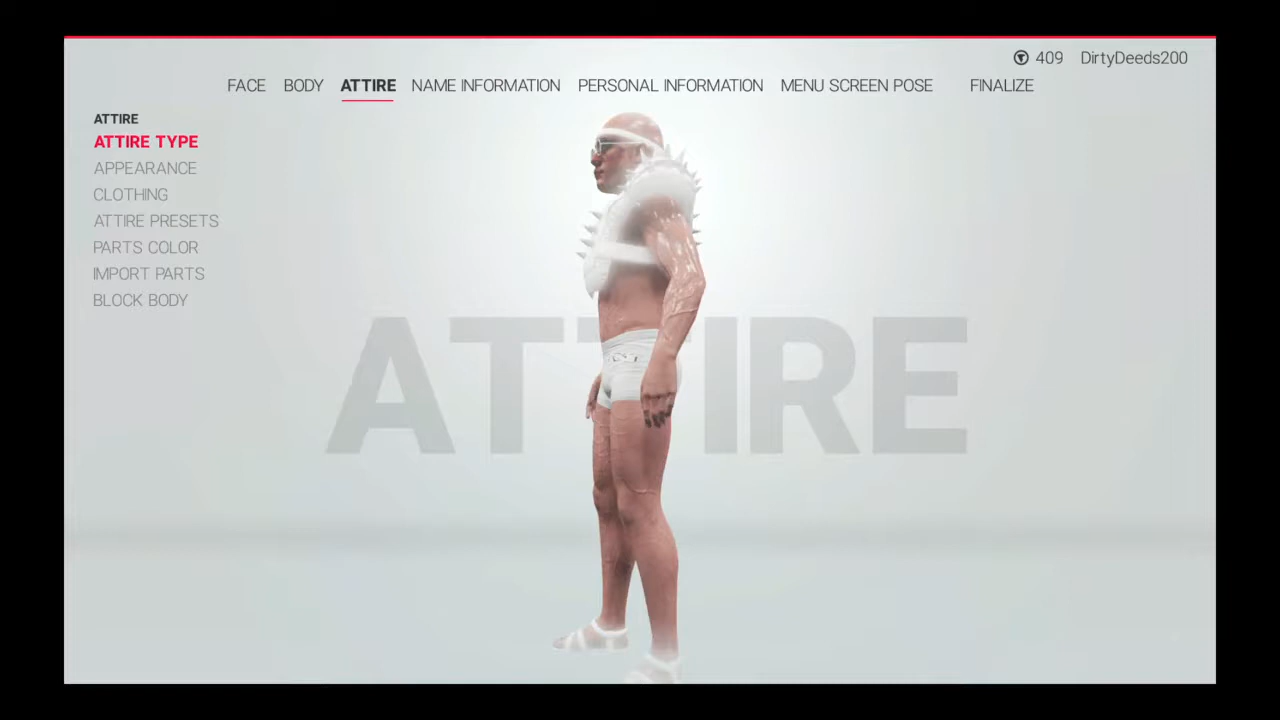 409 DirtyDeeds200
FACE BODY ATTIRE NAME INFORMATION PERSONAL INFORMATION MENU SCREEN POSE FINALIZE
ATTIRE
ATTIRE TYPE
APPEARANCE
CLOTHING
ATTIRE PRESETS
PARTS COLOR
IMPORT PARTS
BLOCK BODY
ATTIRE